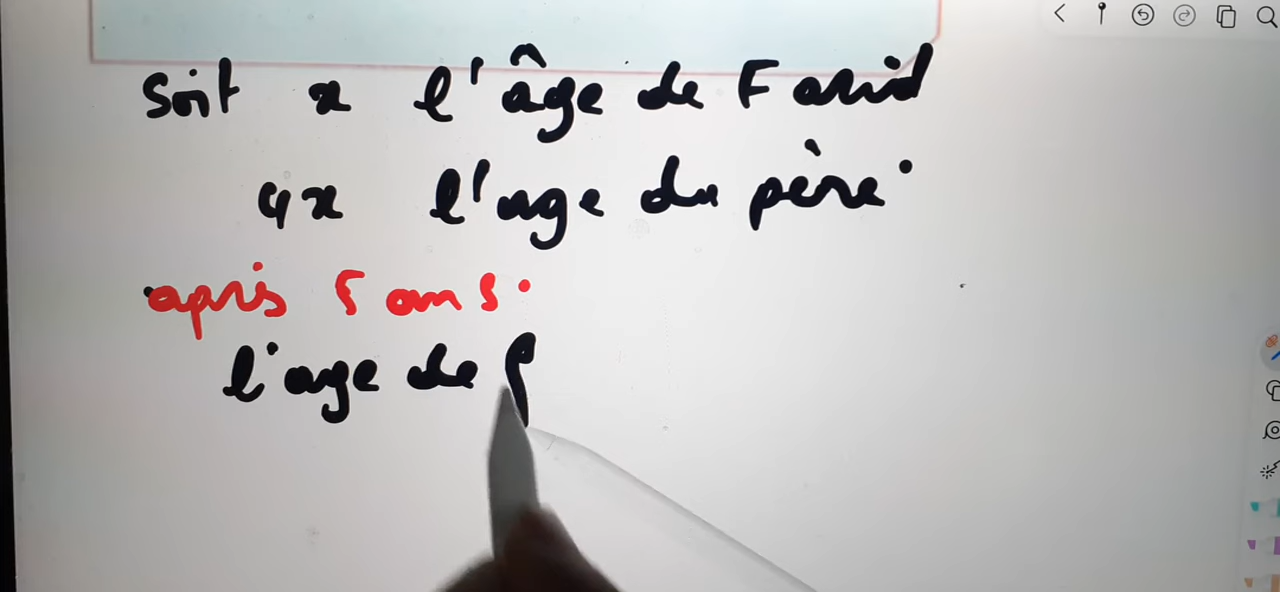 soit x l'âge de Farid
4x l'age du père.
après 5 ans.
l'age de f